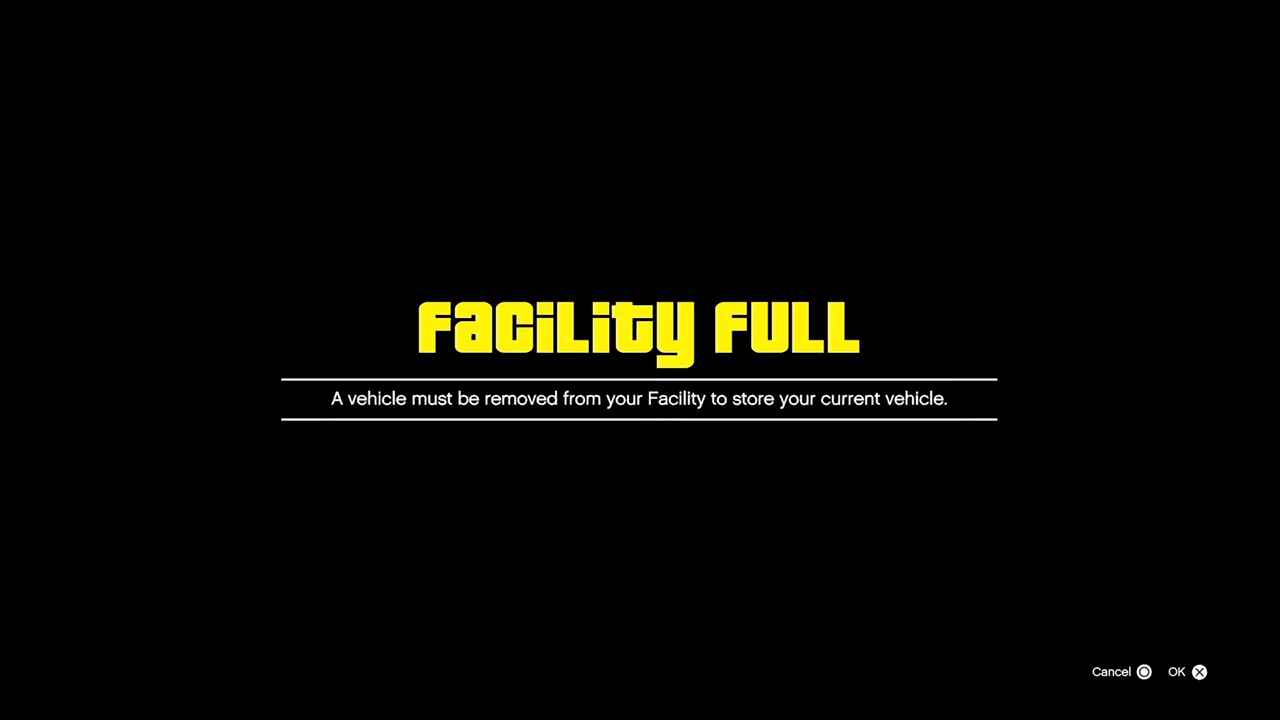 Facility Full
A vehicle must be removed from your Facility to store your current vehicle.
Cancel OK